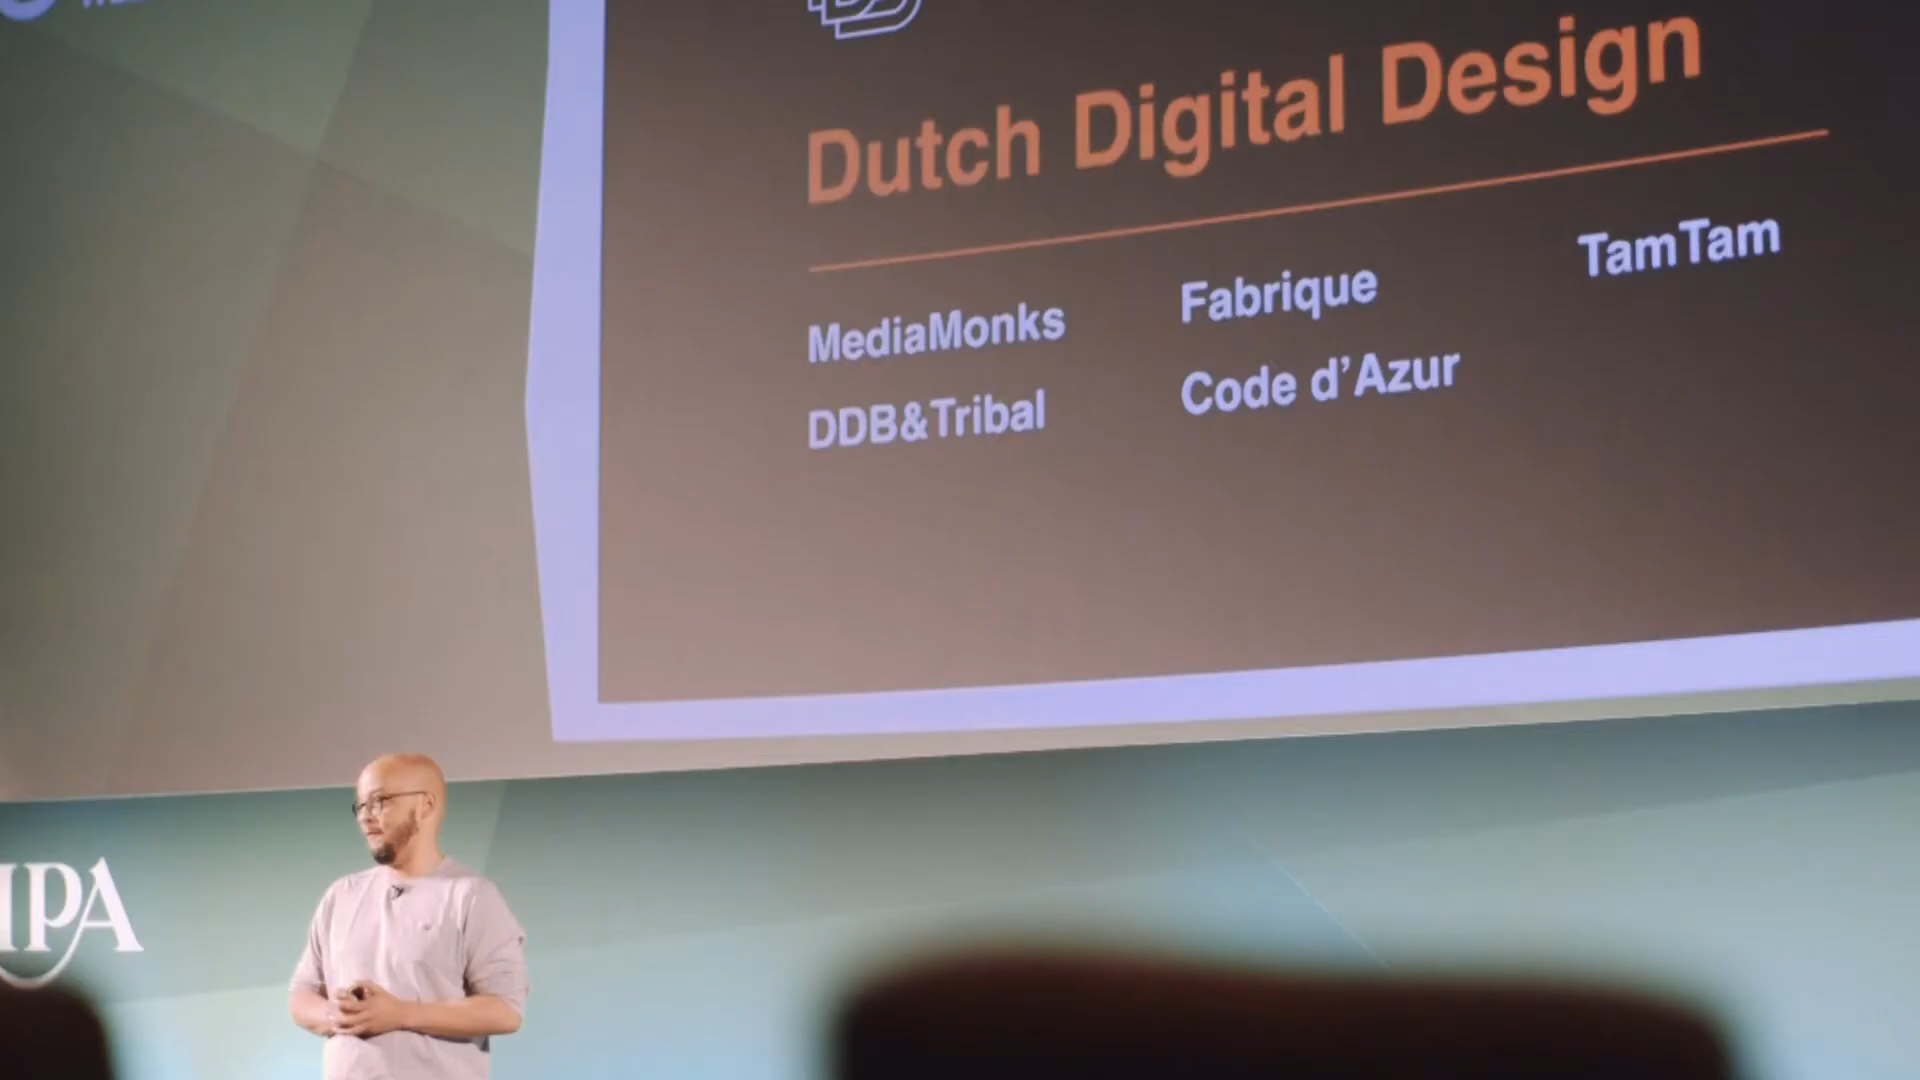 Dutch Digital Design
MediaMonks
Fabrique
TamTam
DDB&Tribal
Code d'Azur
IPA